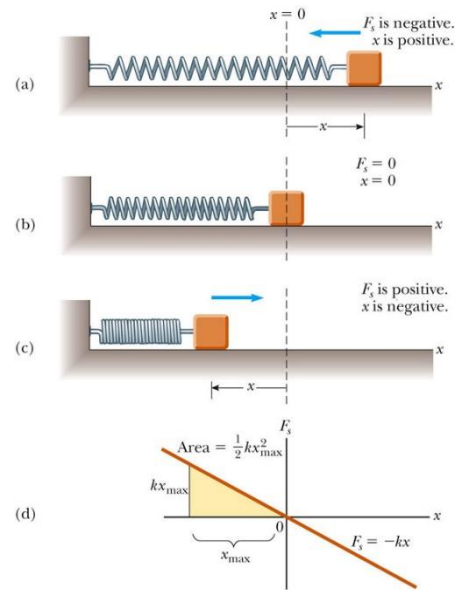 x = 0
F_s is negative.
x is positive.
(a)
x
x
F_s = 0
x = 0
(b)
x
F_s is positive.
x is negative.
(c)
x
x
F_s
Area = ½kx²_max
kx_max
(d)
x
0
F_s = −kx
x_max